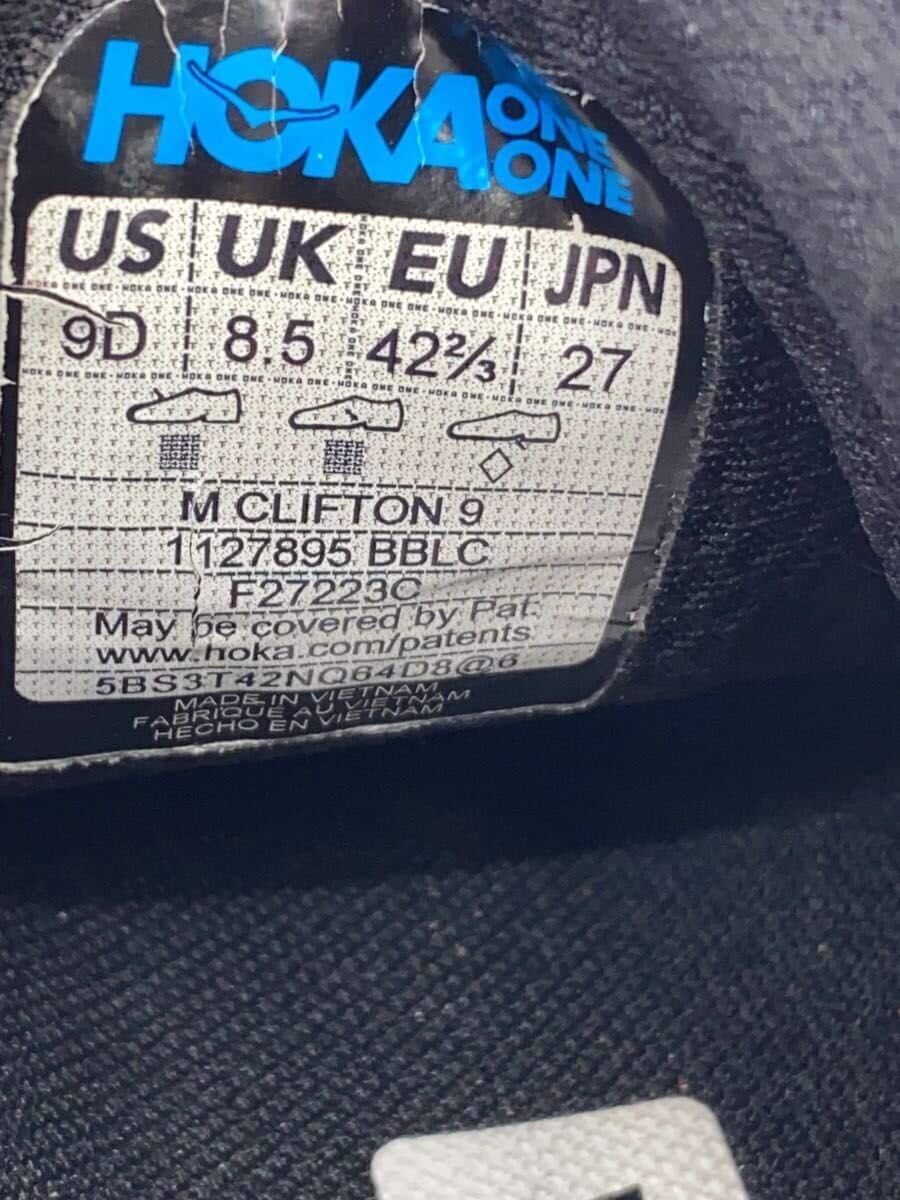 HOKA ONE ONE
US UK EU JPN
9D 8.5 42⅔ 27
M CLIFTON 9
1127895 BBLC
F27223C
May be covered by Pat.
www.hoka.com/patents
5BS3T42NQ64D8@6
MADE IN VIETNAM
FABRIQUE AU VIETNAM
HECHO EN VIETNAM